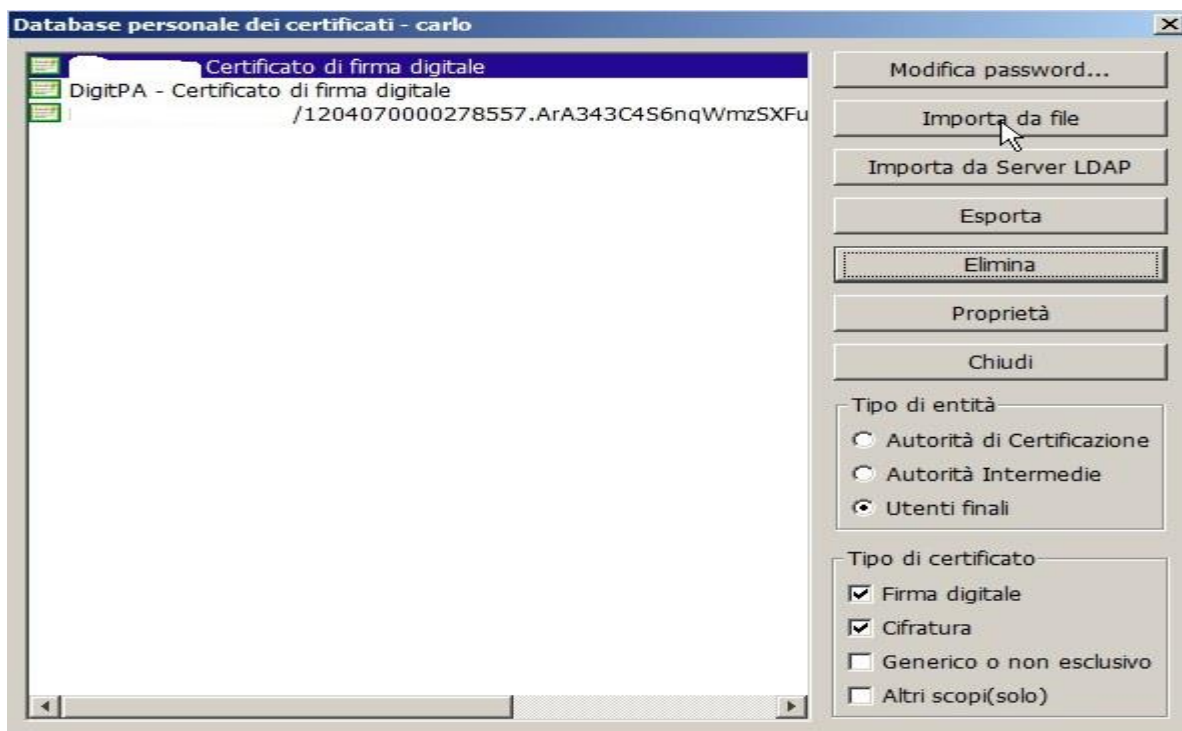 Database personale dei certificati - carlo
Certificato di firma digitale
DigitPA - Certificato di firma digitale
/1204070000278557.ArA343C4S6nqWmzSXFu
Modifica password...
Importa da file
Importa da Server LDAP
Esporta
Elimina
Proprietà
Chiudi
Tipo di entità
Autorità di Certificazione
Autorità Intermedie
Utenti finali
Tipo di certificato
Firma digitale
Cifratura
Generico o non esclusivo
Altri scopi(solo)